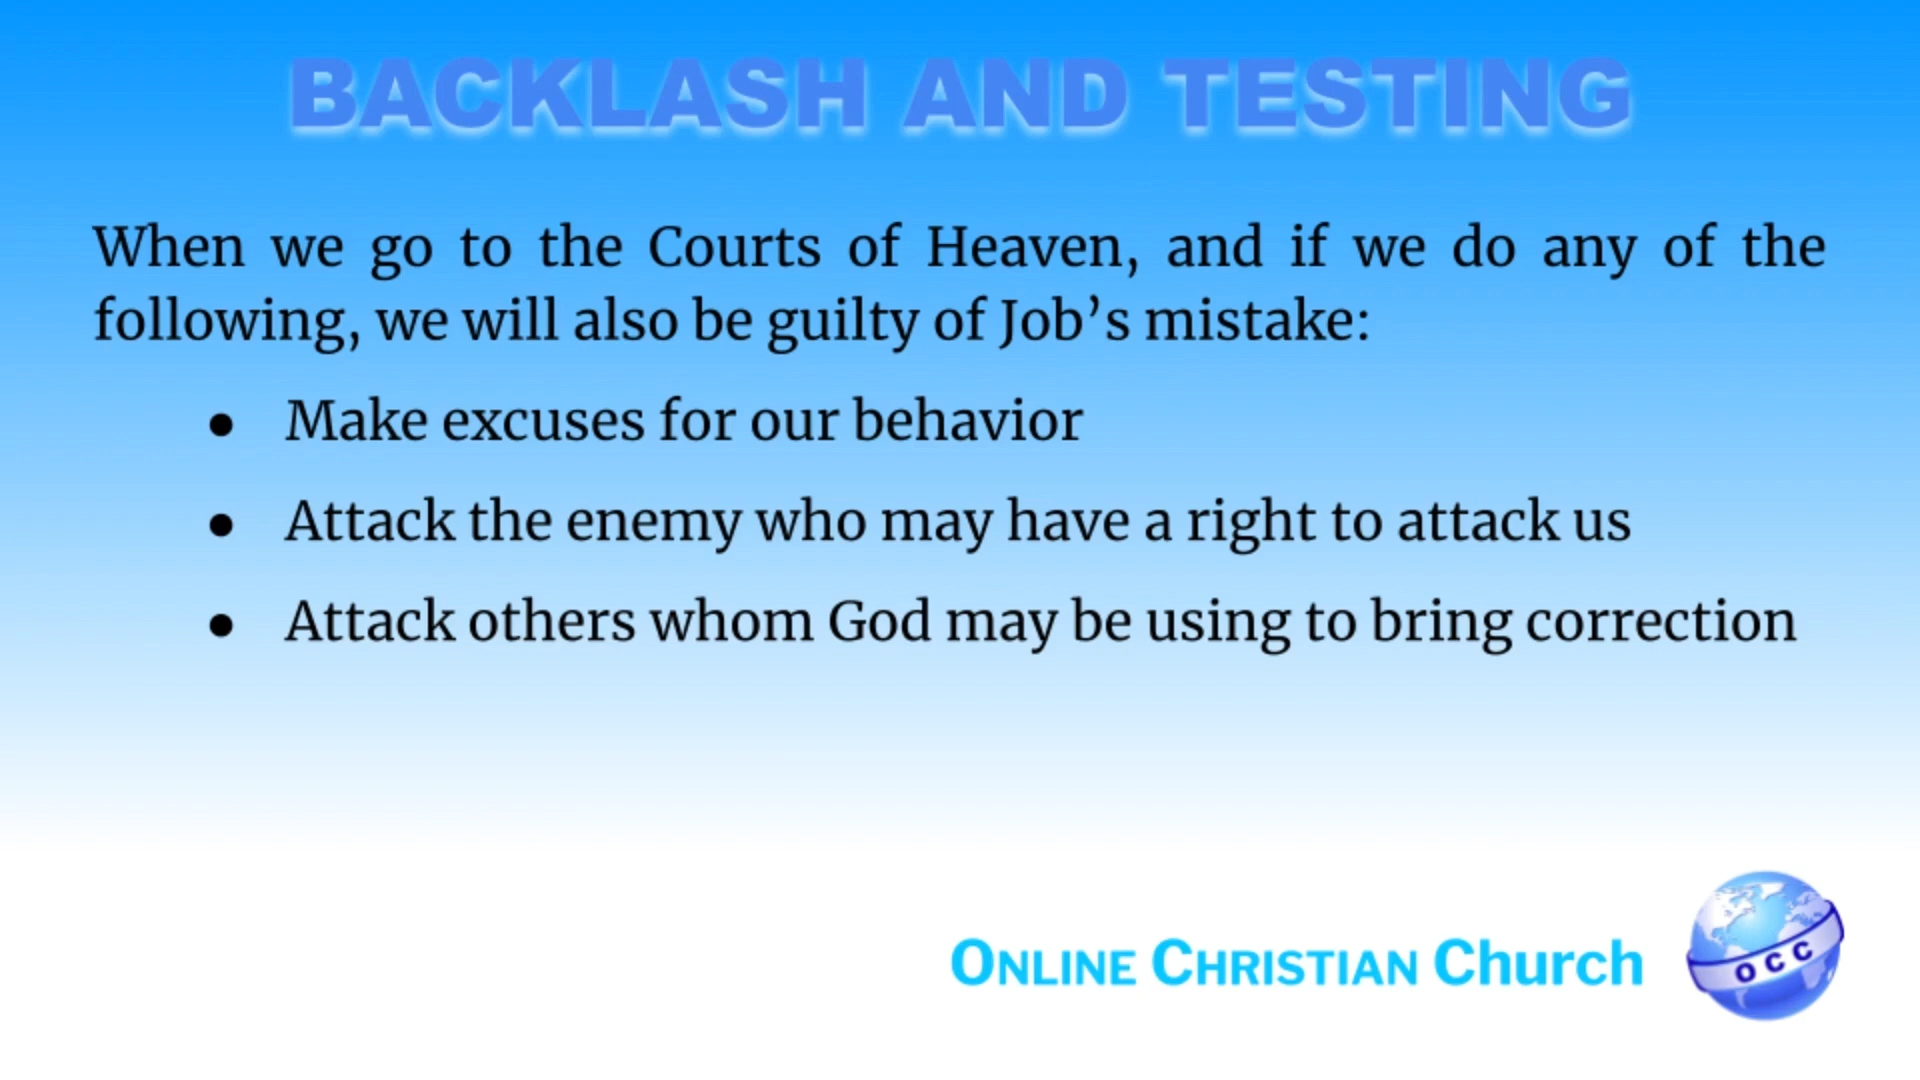 BACKLASH AND TESTING
When we go to the Courts of Heaven, and if we do any of the
following, we will also be guilty of Job’s mistake:
● Make excuses for our behavior
● Attack the enemy who may have a right to attack us
● Attack others whom God may be using to bring correction
ONLINE CHRISTIAN Church
OCC